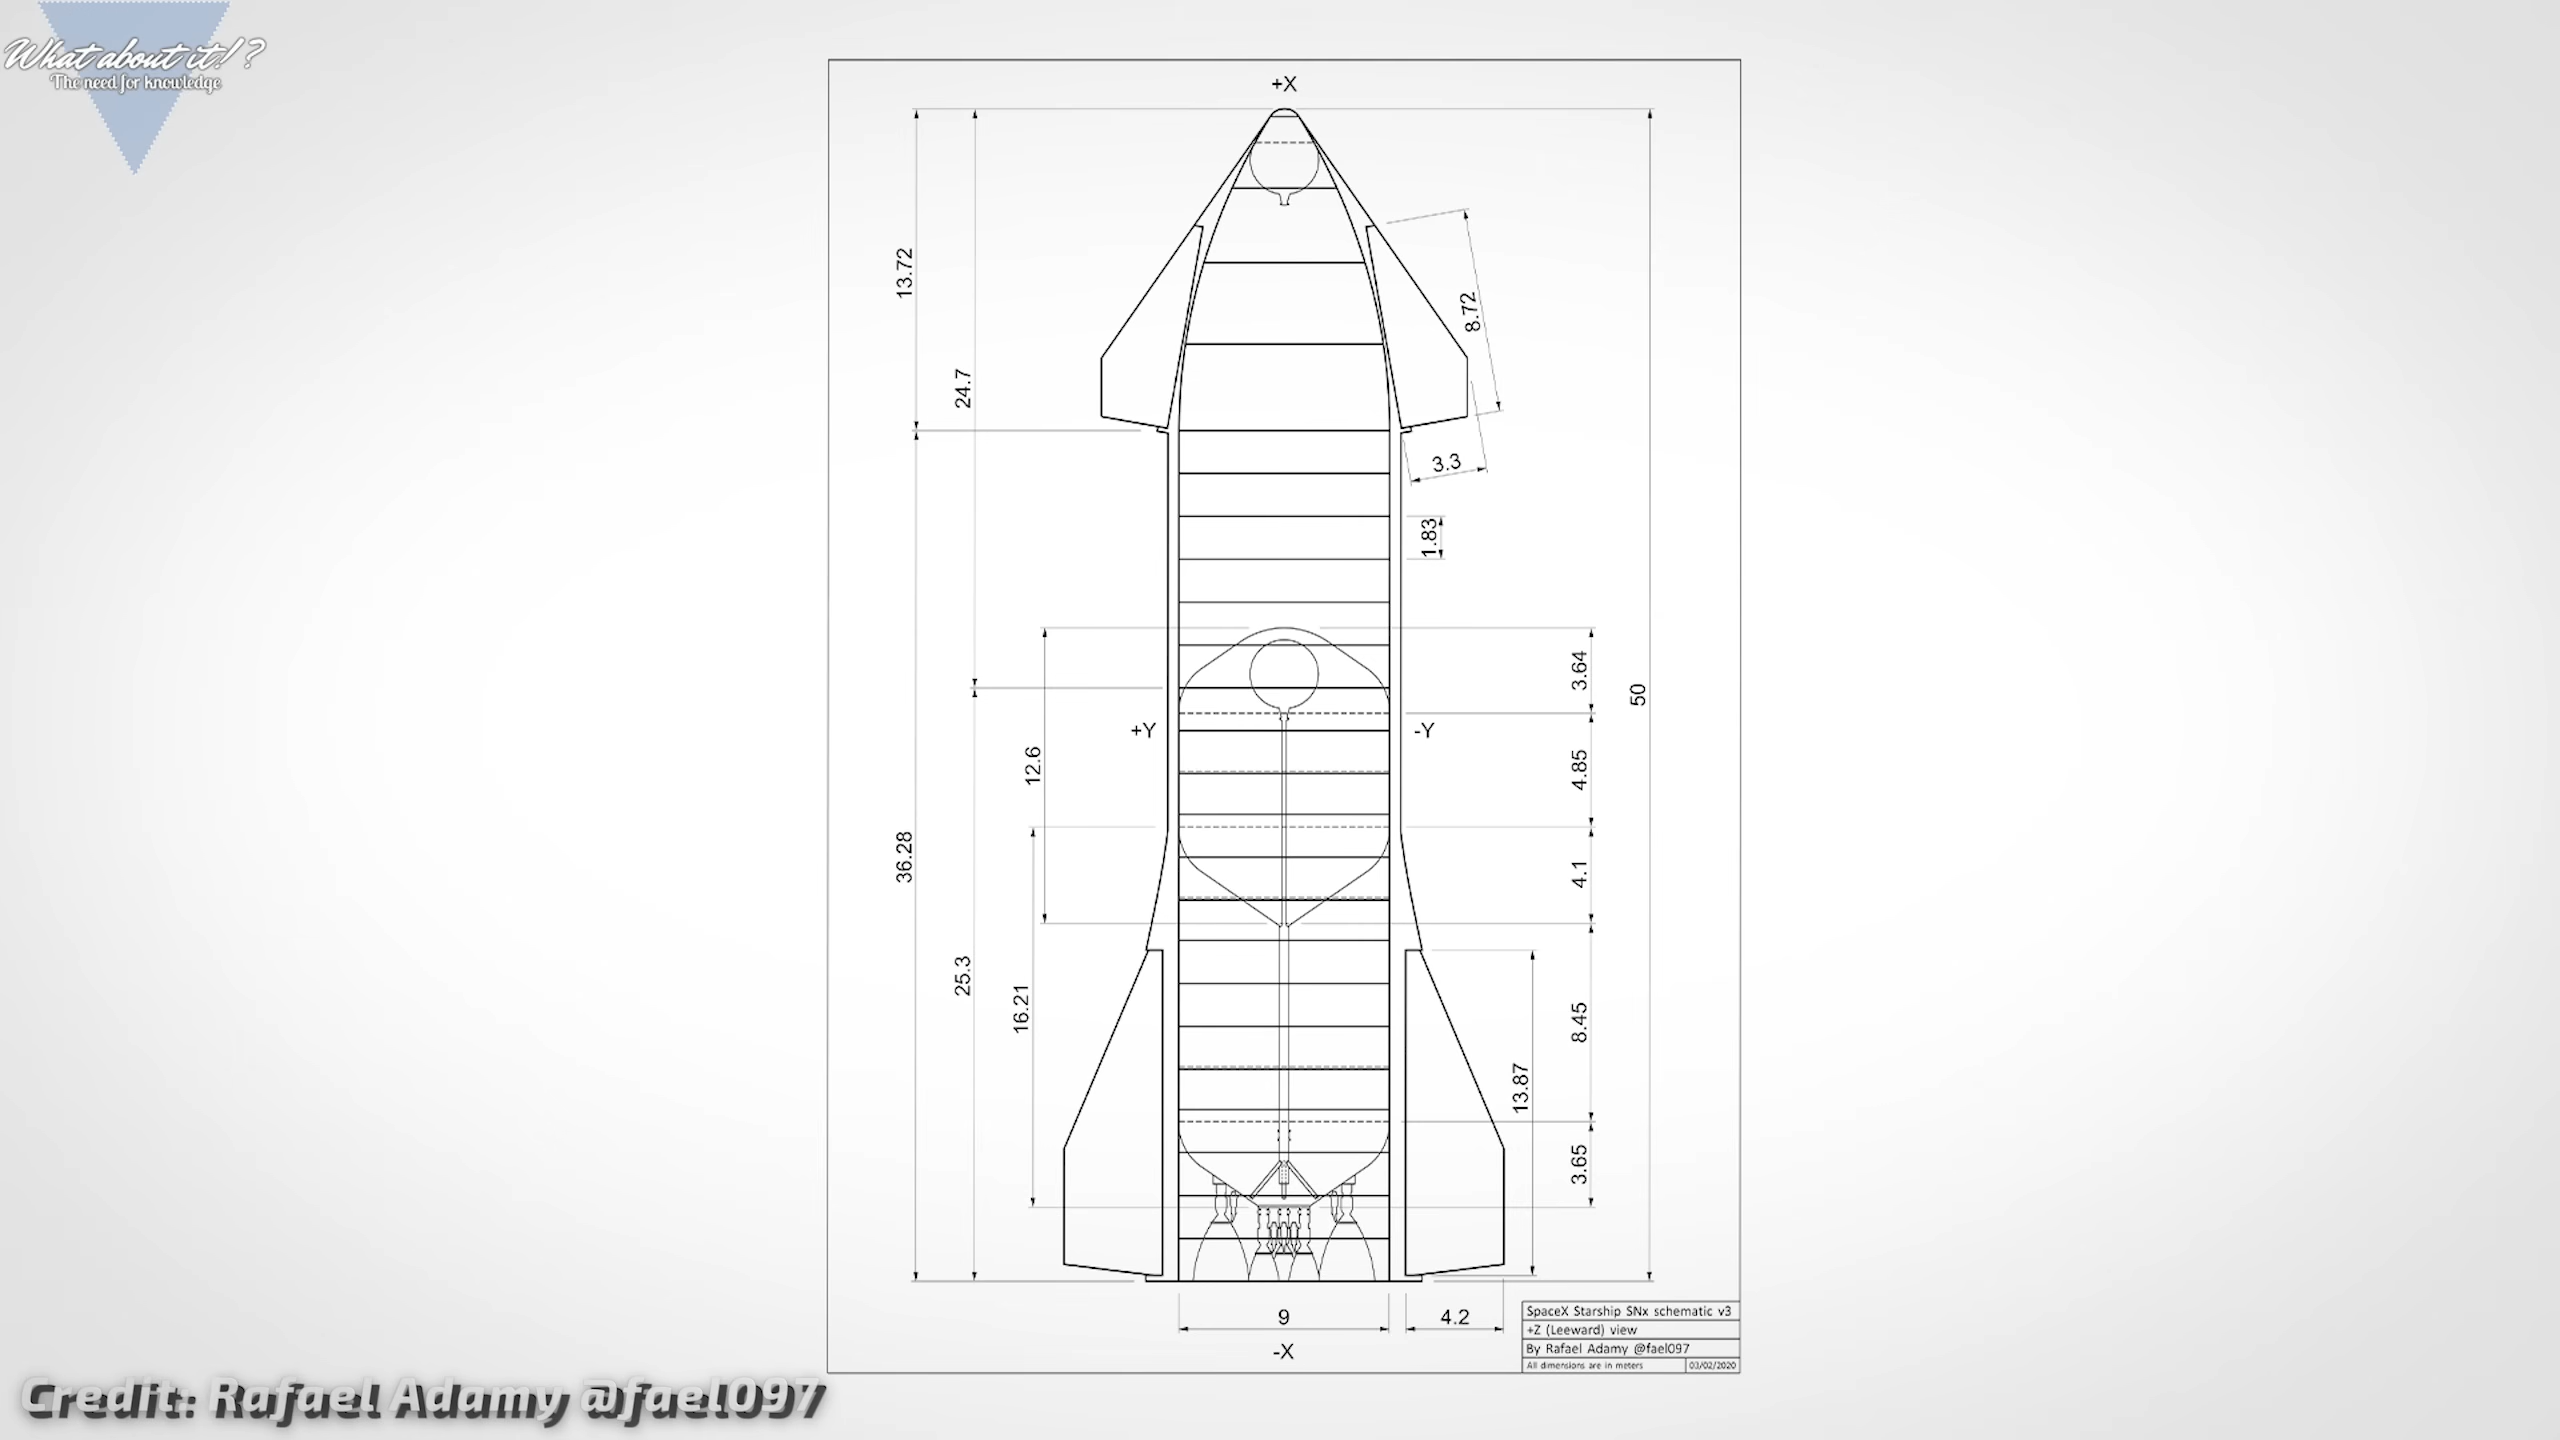 What about it!?
The need for knowledge
+X
13.72
24.7
8.72
3.3
1.83
3.64
50
+Y
-Y
12.6
4.85
36.28
4.1
25.3
16.21
8.45
13.87
3.65
9
4.2
-X
SpaceX Starship SNx schematic v3
+Z (Leeward) view
By Rafael Adamy @fael097
All dimensions are in meters
03/02/2020
Credit: Rafael Adamy @fael097